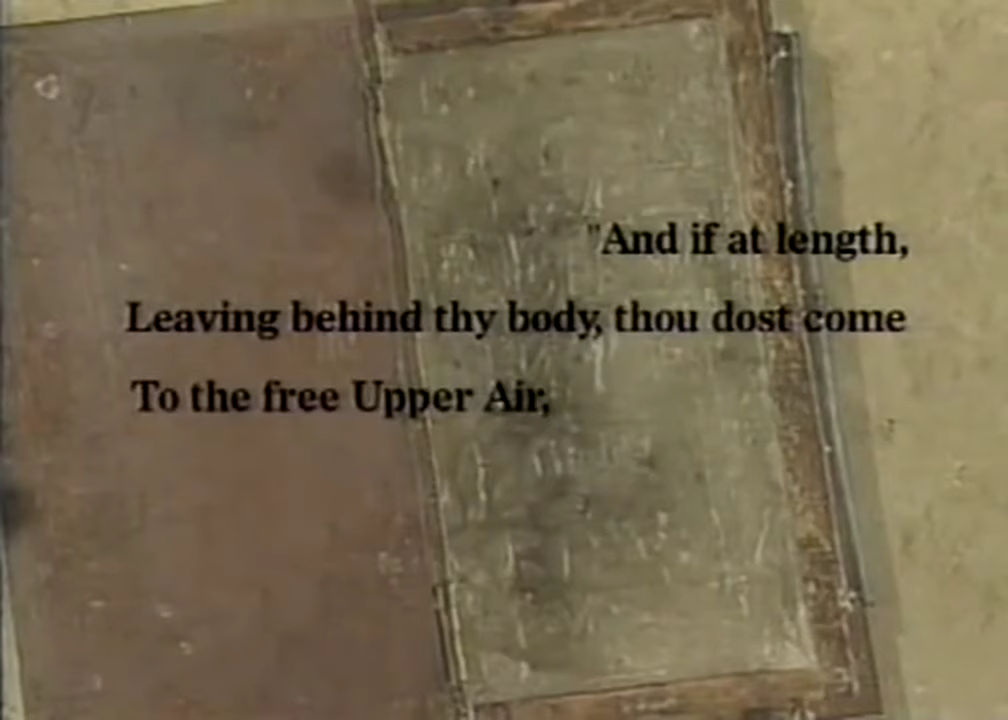 "And if at length,
Leaving behind thy body, thou dost come
To the free Upper Air,